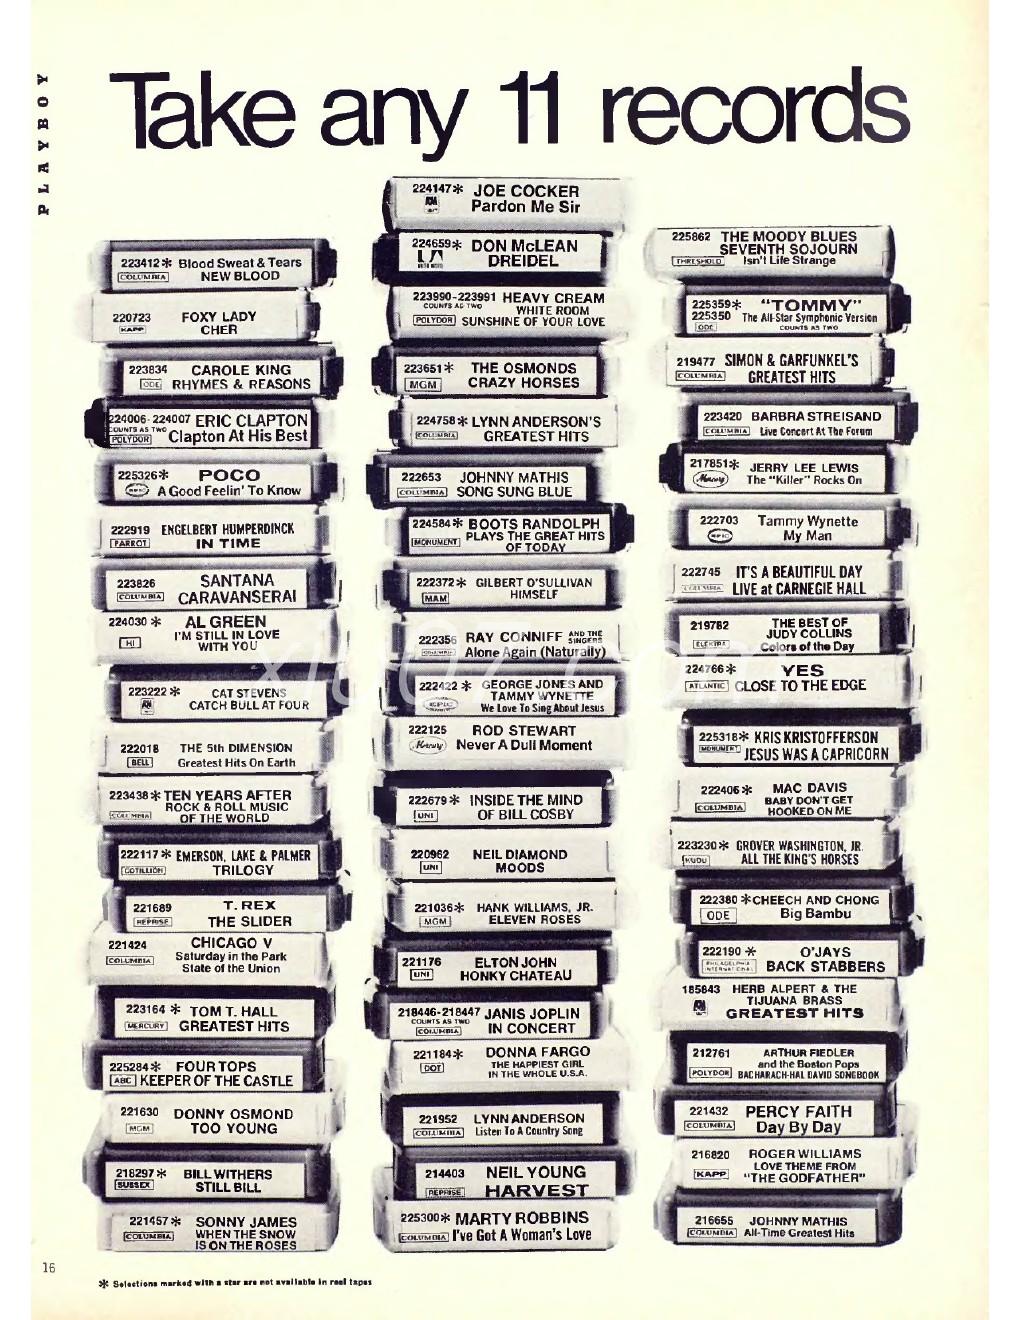 PLAYBOY
Take any 11 records
223412* Blood Sweat & Tears
COLUMBIA NEW BLOOD
220723 FOXY LADY
KAPP CHER
223834 CAROLE KING
ODE RHYMES & REASONS
224006-224007 ERIC CLAPTON
COUNTS AS TWO
POLYDOR Clapton At His Best
225326* POCO
EPIC A Good Feelin' To Know
222919 ENGELBERT HUMPERDINCK
PARROT IN TIME
223826 SANTANA
COLUMBIA CARAVANSERAI
224030* AL GREEN
I'M STILL IN LOVE
HI WITH YOU
223222* CAT STEVENS
A&M CATCH BULL AT FOUR
222018 THE 5th DIMENSION
BELL Greatest Hits On Earth
223438* TEN YEARS AFTER
ROCK & ROLL MUSIC
COLUMBIA OF THE WORLD
222117* EMERSON, LAKE & PALMER
COTILLION TRILOGY
221689 T. REX
REPRISE THE SLIDER
221424 CHICAGO V
COLUMBIA Saturday in the Park
State of the Union
223164* TOM T. HALL
MERCURY GREATEST HITS
225284* FOUR TOPS
ABC KEEPER OF THE CASTLE
221630 DONNY OSMOND
MGM TOO YOUNG
218297* BILL WITHERS
SUSSEX STILL BILL
221457* SONNY JAMES
COLUMBIA WHEN THE SNOW
IS ON THE ROSES
224147* JOE COCKER
A&M Pardon Me Sir
224659* DON McLEAN
UA DREIDEL
223990-223991 HEAVY CREAM
COUNTS AS TWO WHITE ROOM
POLYDOR SUNSHINE OF YOUR LOVE
223651* THE OSMONDS
MGM CRAZY HORSES
224758* LYNN ANDERSON'S
COLUMBIA GREATEST HITS
222653 JOHNNY MATHIS
COLUMBIA SONG SUNG BLUE
224584* BOOTS RANDOLPH
MONUMENT PLAYS THE GREAT HITS
OF TODAY
222372* GILBERT O'SULLIVAN
MAM HIMSELF
222356 RAY CONNIFF AND THE SINGERS
COLUMBIA Alone Again (Naturally)
222422* GEORGE JONES AND
TAMMY WYNETTE
EPIC We Love To Sing About Jesus
222125 ROD STEWART
Mercury Never A Dull Moment
222679* INSIDE THE MIND
UNI OF BILL COSBY
220962 NEIL DIAMOND
UNI MOODS
221036* HANK WILLIAMS, JR.
MGM ELEVEN ROSES
221176 ELTON JOHN
UNI HONKY CHATEAU
218446-218447 JANIS JOPLIN
COUNTS AS TWO
COLUMBIA IN CONCERT
221184* DONNA FARGO
DOT THE HAPPIEST GIRL
IN THE WHOLE U.S.A.
221952 LYNN ANDERSON
COLUMBIA Listen To A Country Song
214403 NEIL YOUNG
REPRISE HARVEST
225300* MARTY ROBBINS
COLUMBIA I've Got A Woman's Love
225862 THE MOODY BLUES
SEVENTH SOJOURN
THRESHOLD Isn't Life Strange
225359* "TOMMY"
225350 The All-Star Symphonic Version
ODE COUNTS AS TWO
219477 SIMON & GARFUNKEL'S
COLUMBIA GREATEST HITS
223420 BARBRA STREISAND
COLUMBIA Live Concert At The Forum
217851* JERRY LEE LEWIS
Mercury The "Killer" Rocks On
222703 Tammy Wynette
EPIC My Man
222745 IT'S A BEAUTIFUL DAY
COLUMBIA LIVE at CARNEGIE HALL
219782 THE BEST OF
JUDY COLLINS
ELEKTRA Colors of the Day
224766* YES
ATLANTIC CLOSE TO THE EDGE
225318* KRIS KRISTOFFERSON
MONUMENT JESUS WAS A CAPRICORN
222406* MAC DAVIS
COLUMBIA BABY DON'T GET
HOOKED ON ME
223230* GROVER WASHINGTON, JR.
KUDU ALL THE KING'S HORSES
222380* CHEECH AND CHONG
ODE Big Bambu
222190* O'JAYS
PHILADELPHIA INTERNATIONAL BACK STABBERS
185843 HERB ALPERT & THE
TIJUANA BRASS
A&M GREATEST HITS
212761 ARTHUR FIEDLER
and the Boston Pops
POLYDOR BACHARACH-HAL DAVID SONGBOOK
221432 PERCY FAITH
COLUMBIA Day By Day
216820 ROGER WILLIAMS
KAPP LOVE THEME FROM
"THE GODFATHER"
216655 JOHNNY MATHIS
COLUMBIA All-Time Greatest Hits
16
* Selections marked with a star are not available in reel tapes